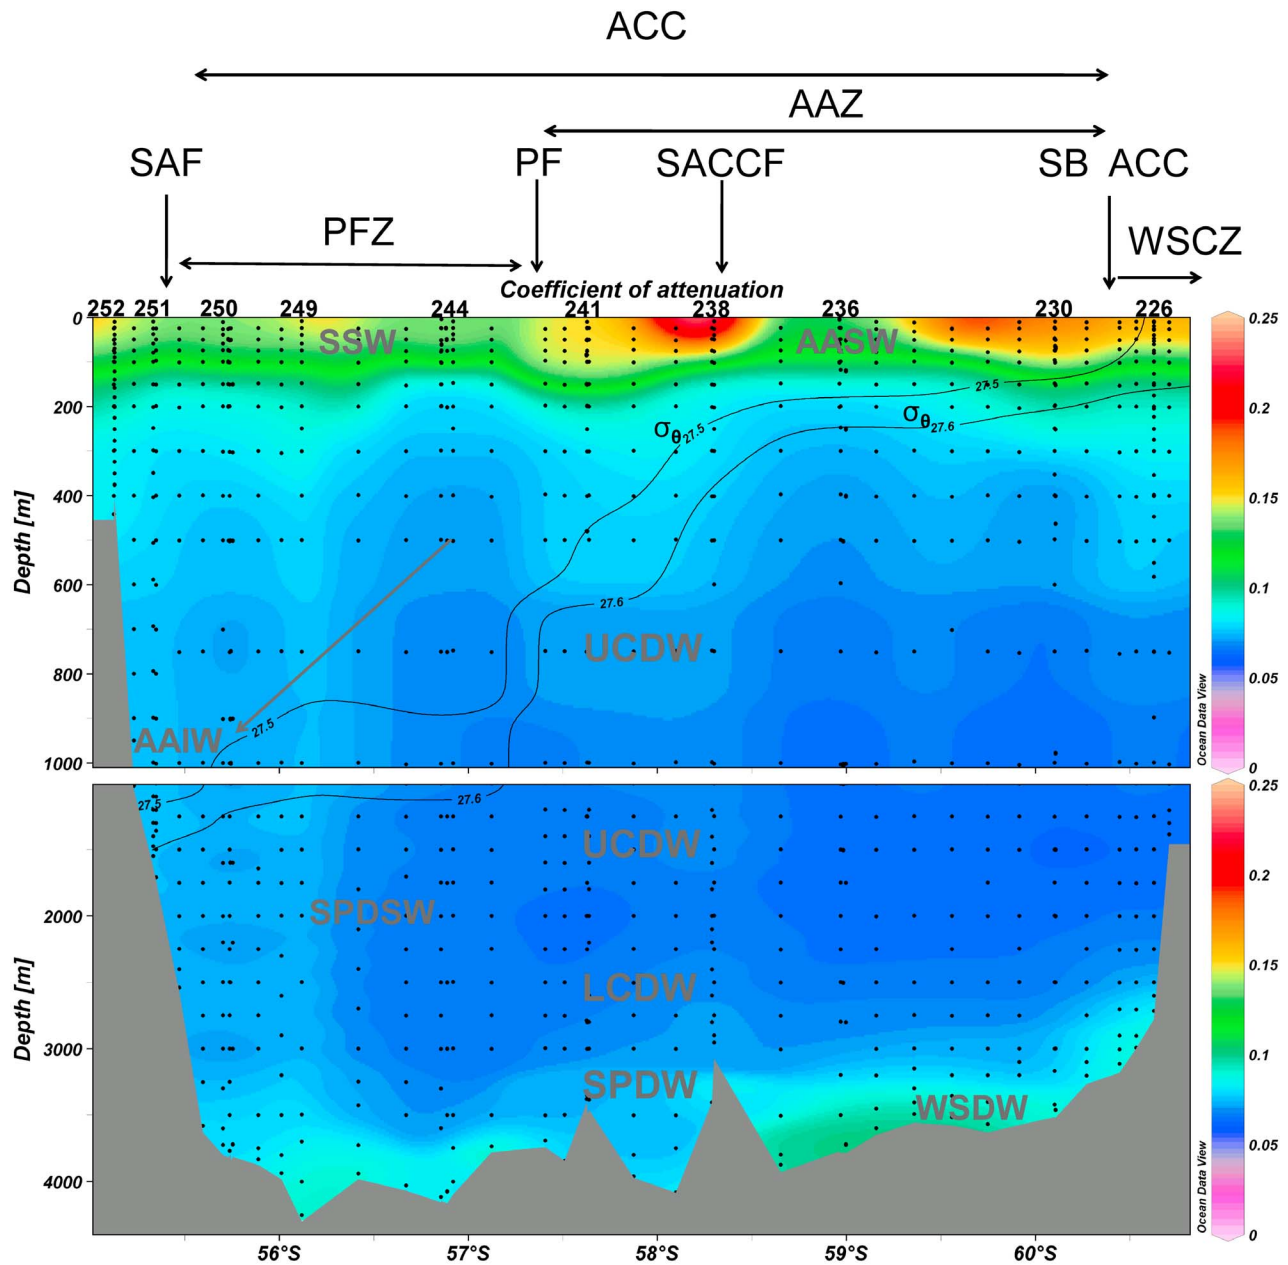 ACC
AAZ
SAF PF SACCF SB ACC
PFZ WSCZ
Coefficient of attenuation
252 251 250 249 244 241 238 236 230 226
0
200
400
600
800
1000
Depth [m]
SSW
AASW
27.5
σθ27.5
σθ27.6
27.6
UCDW
27.5
AAIW
0.25
0.2
0.15
0.1
0.05
0
Ocean Data View
27.5
27.6
2000
3000
4000
Depth [m]
UCDW
SPDSW
LCDW
SPDW
WSDW
0.25
0.2
0.15
0.1
0.05
0
Ocean Data View
56°S 57°S 58°S 59°S 60°S